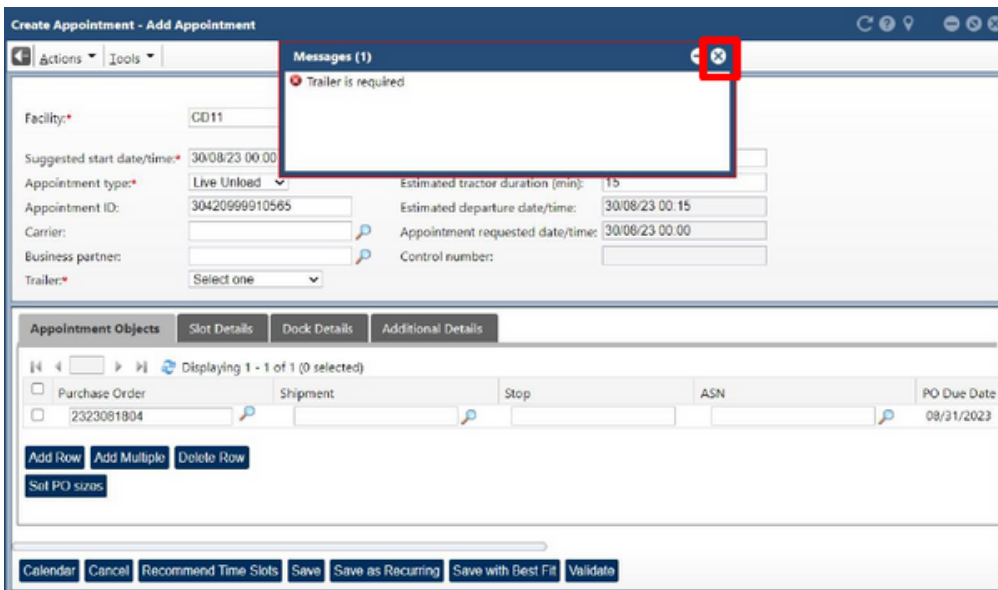 Create Appointment - Add Appointment
Actions Tools
Messages (1)
Trailer is required
Facility:* CD11
Suggested start date/time:* 30/08/23 00:00
Appointment type:* Live Unload Estimated tractor duration (min): 15
Appointment ID: 30420999910565 Estimated departure date/time: 30/08/23 00:15
Carrier: Appointment requested date/time: 30/08/23 00:00
Business partner: Control number:
Trailer:* Select one
Appointment Objects Slot Details Dock Details Additional Details
Displaying 1 - 1 of 1 (0 selected)
Purchase Order Shipment Stop ASN PO Due Date
2323081804 08/31/2023
Add Row Add Multiple Delete Row
Set PO sizes
Calendar Cancel Recommend Time Slots Save Save as Recurring Save with Best Fit Validate